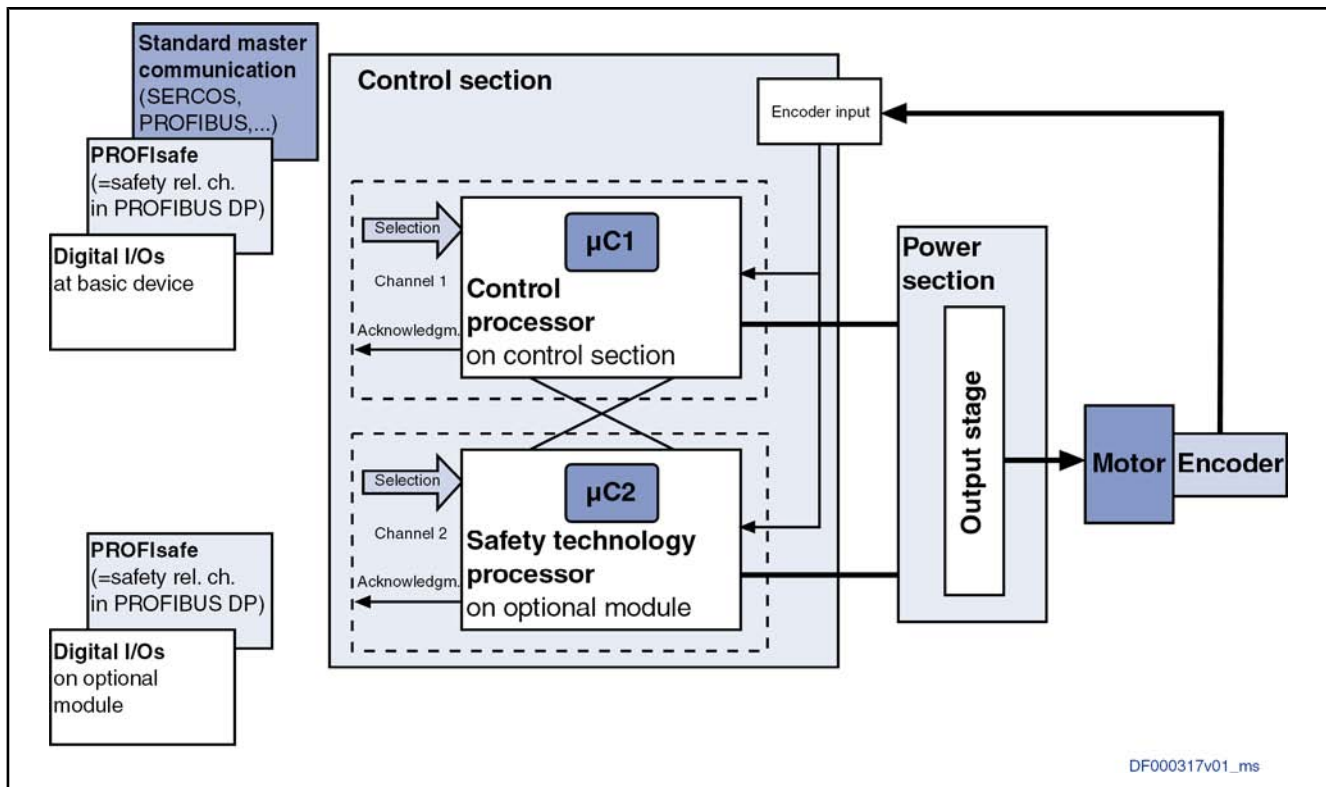 Standard master
communication
(SERCOS,
PROFIBUS,...)
PROFIsafe
(=safety rel. ch.
in PROFIBUS DP)
Digital I/Os
at basic device
PROFIsafe
(=safety rel. ch.
in PROFIBUS DP)
Digital I/Os
on optional
module
Control section
Encoder input
Selection
Channel 1
Acknowledgm.
µC1
Control
processor
on control section
Selection
Channel 2
Acknowledgm.
µC2
Safety technology
processor
on optional module
Power
section
Output stage
Motor
Encoder
DF000317v01_ms